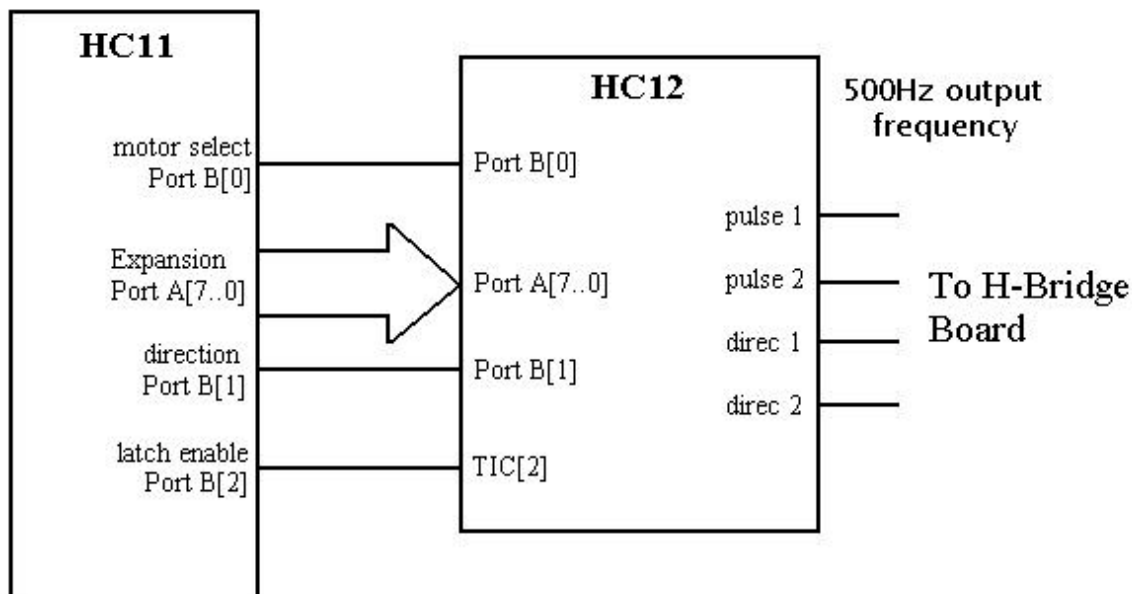 HC11
motor select
Port B[0]
Expansion
Port A[7..0]
direction
Port B[1]
latch enable
Port B[2]
HC12
Port B[0]
Port A[7..0]
Port B[1]
TIC[2]
pulse 1
pulse 2
direc 1
direc 2
500Hz output
frequency
To H-Bridge
Board